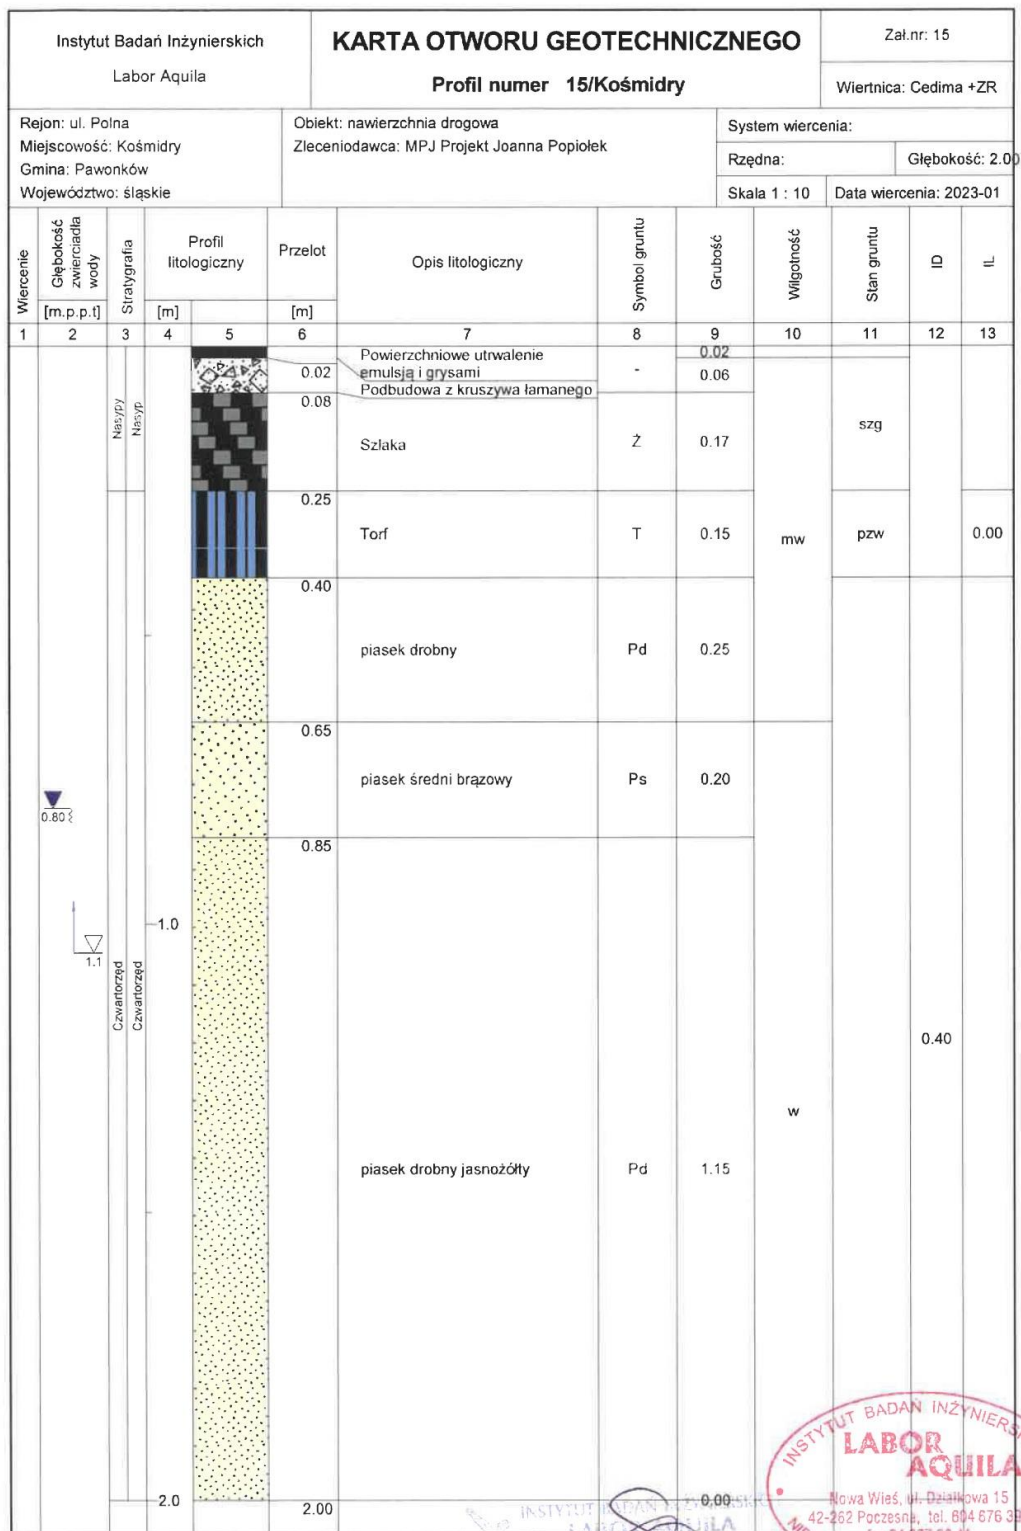 Instytut Badań Inżynierskich
Labor Aquila
KARTA OTWORU GEOTECHNICZNEGO
Profil numer 15/Kośmidry
Zał.nr: 15
Wiertnica: Cedima +ZR
Rejon: ul. Polna
Miejscowość: Kośmidry
Gmina: Pawonków
Województwo: śląskie
Obiekt: nawierzchnia drogowa
Zleceniodawca: MPJ Projekt Joanna Popiołek
System wiercenia:
Rzędna:
Głębokość: 2.00
Skala 1 : 10
Data wiercenia: 2023-01
Wiercenie
Głębokość zwierciadła wody
[m.p.p.t]
Stratygrafia
Profil litologiczny
[m]
Przelot
[m]
Opis litologiczny
Symbol gruntu
Grubość
Wilgotność
Stan gruntu
ID
IL
1 2 3 4 5 6 7 8 9 10 11 12 13
Powierzchniowe utrwalenie
emulsją i grysami
0.02
0.02
Podbudowa z kruszywa łamanego
-
0.06
0.08
Nasypy
Nasyp
Szlaka
Ż
0.17
szg
0.25
Torf
T
0.15
mw
pzw
0.00
0.40
piasek drobny
Pd
0.25
0.65
piasek średni brązowy
Ps
0.20
0.80
0.85
1.0
1.1
Czwartorzęd
Czwartorzęd
0.40
w
piasek drobny jasnożółty
Pd
1.15
2.0
2.00
0.00
INSTYTUT BADAŃ INŻYNIERS
LABOR
AQUILA
Nowa Wieś, ul. Działkowa 15
42-262 Poczesna, tel. 604 676 39
INSTYTUT BADAŃ